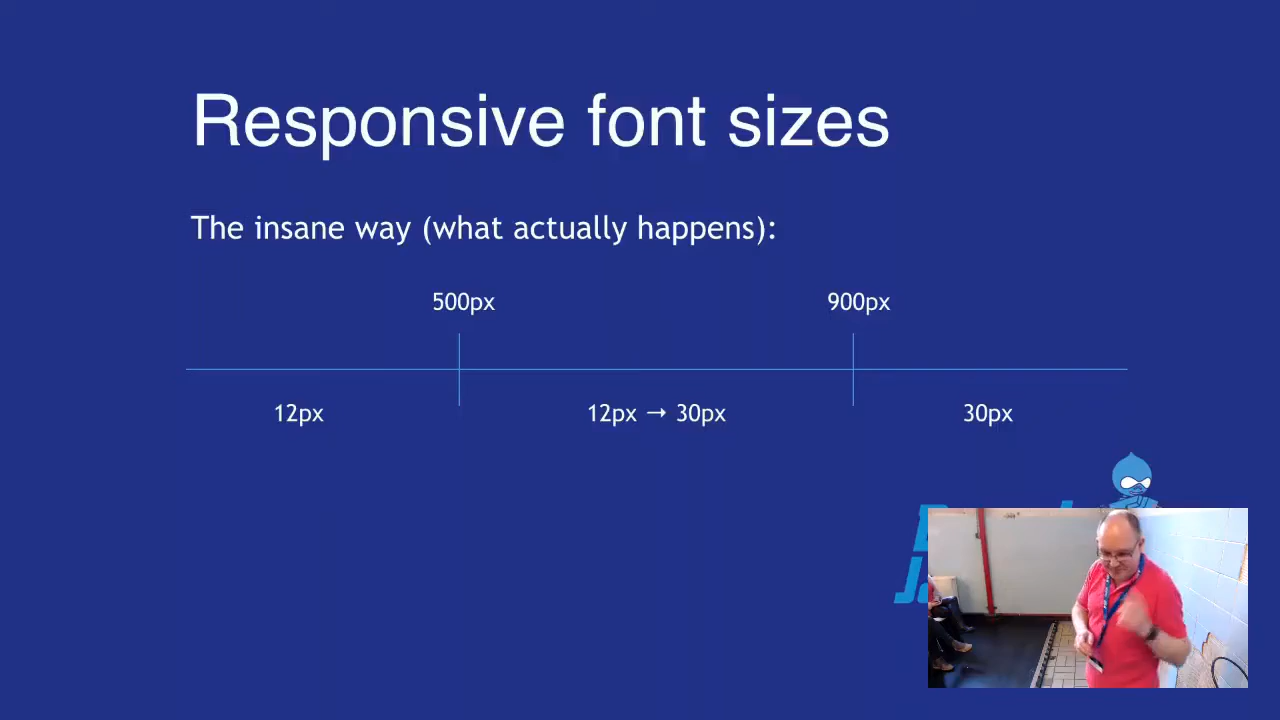 Responsive font sizes
The insane way (what actually happens):
500px 900px
12px 12px → 30px 30px